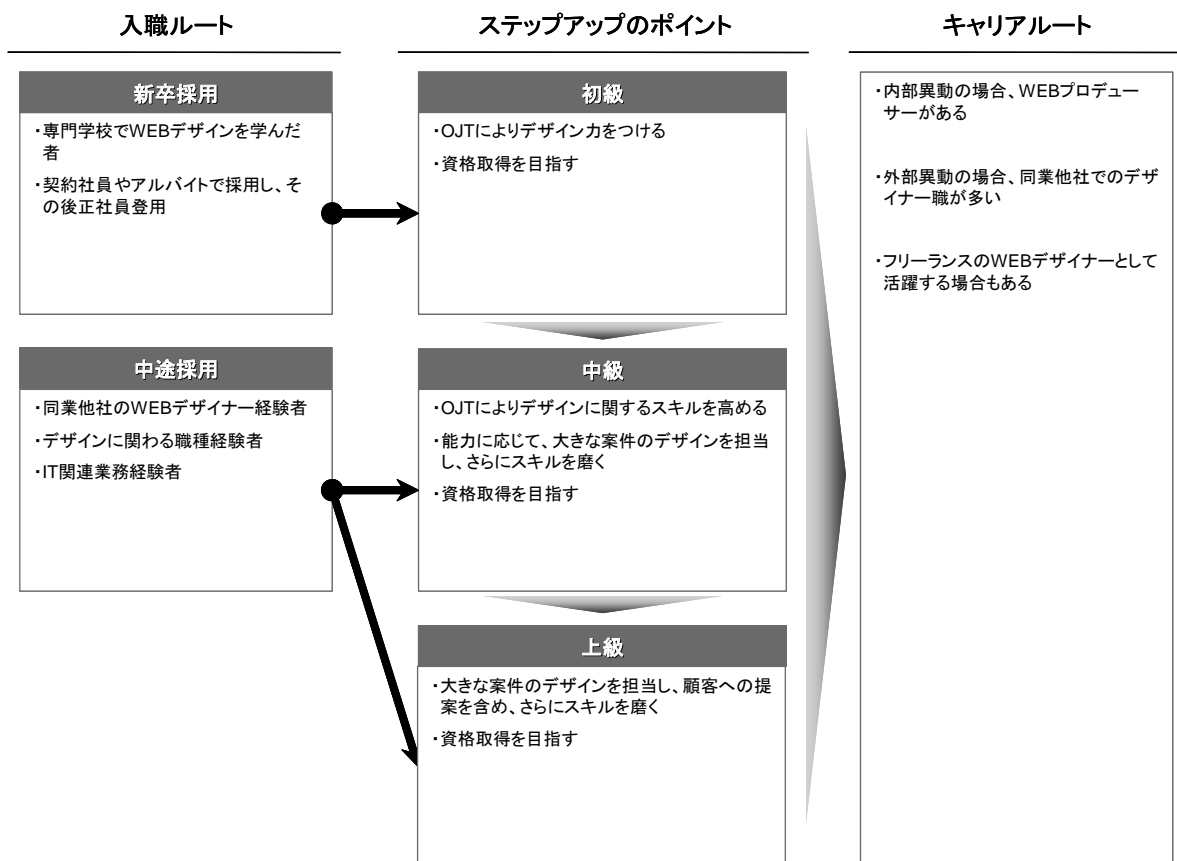 入職ルート
ステップアップのポイント
キャリアルート
新卒採用
・専門学校でWEBデザインを学んだ
者
・契約社員やアルバイトで採用し、そ
の後正社員登用
中途採用
・同業他社のWEBデザイナー経験者
・デザインに関わる職種経験者
・IT関連業務経験者
初級
・OJTによりデザイン力をつける
・資格取得を目指す
中級
・OJTによりデザインに関するスキルを高める
・能力に応じて、大きな案件のデザインを担当
し、さらにスキルを磨く
・資格取得を目指す
上級
・大きな案件のデザインを担当し、顧客への提
案を含め、さらにスキルを磨く
・資格取得を目指す
・内部異動の場合、WEBプロデュー
サーがある
・外部異動の場合、同業他社でのデザ
イナー職が多い
・フリーランスのWEBデザイナーとして
活躍する場合もある